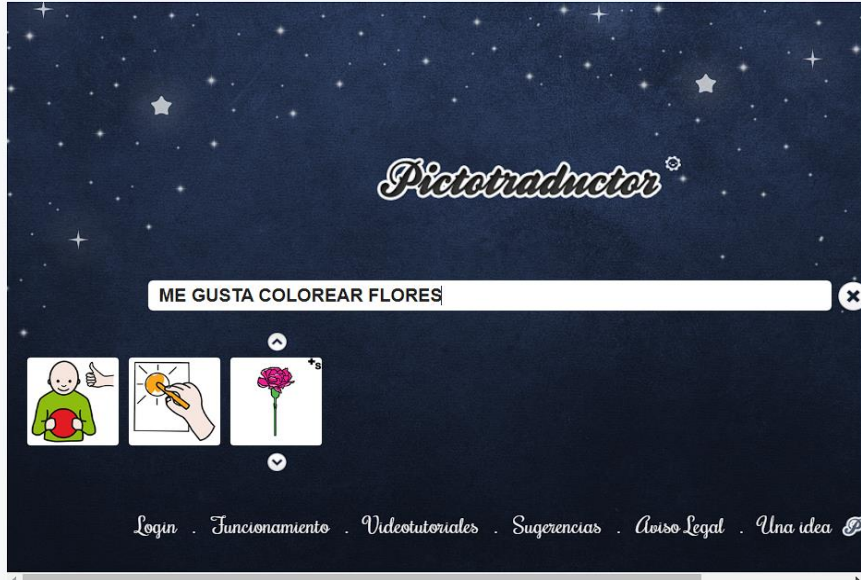 Pictotraductor
ME GUSTA COLOREAR FLORES
+s
Login . Funcionamiento . Videotutoriales . Sugerencias . Aviso Legal . Una idea